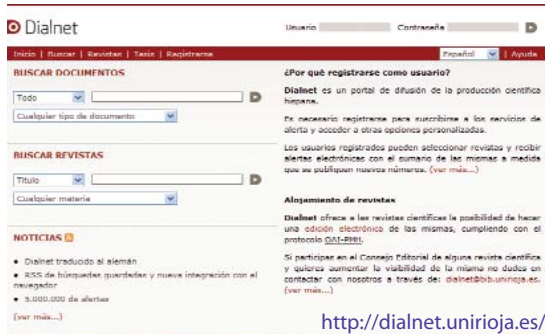 Dialnet
Usuario
Contraseña
Inicio | Buscar | Revistas | Tesis | Registrarse
Español | Ayuda
BUSCAR DOCUMENTOS
Todo
Cualquier tipo de documento
BUSCAR REVISTAS
Título
Cualquier materia
NOTICIAS
• Dialnet traducido al alemán
• RSS de búsquedas guardadas y nueva integración con el
navegador
• 5.000.000 de alertas
(ver más...)
¿Por qué registrarse como usuario?
Dialnet es un portal de difusión de la producción científica
hispana.
Es necesario registrarse para suscribirse a los servicios de
alerta y acceder a otras opciones personalizadas.
Los usuarios registrados pueden seleccionar revistas y recibir
alertas electrónicas con el sumario de las mismas a medida
que se publiquen nuevos números. (ver más...)
Alojamiento de revistas
Dialnet ofrece a las revistas científicas la posibilidad de hacer
una edición electrónica de las mismas, cumpliendo con el
protocolo OAI-PMH.
Si participas en el Consejo Editorial de alguna revista científica
y quieres aumentar la visibilidad de la misma no dudes en
contactar con nosotros a través de: dialnet@bib.unirioja.es.
(ver más...)
http://dialnet.unirioja.es/